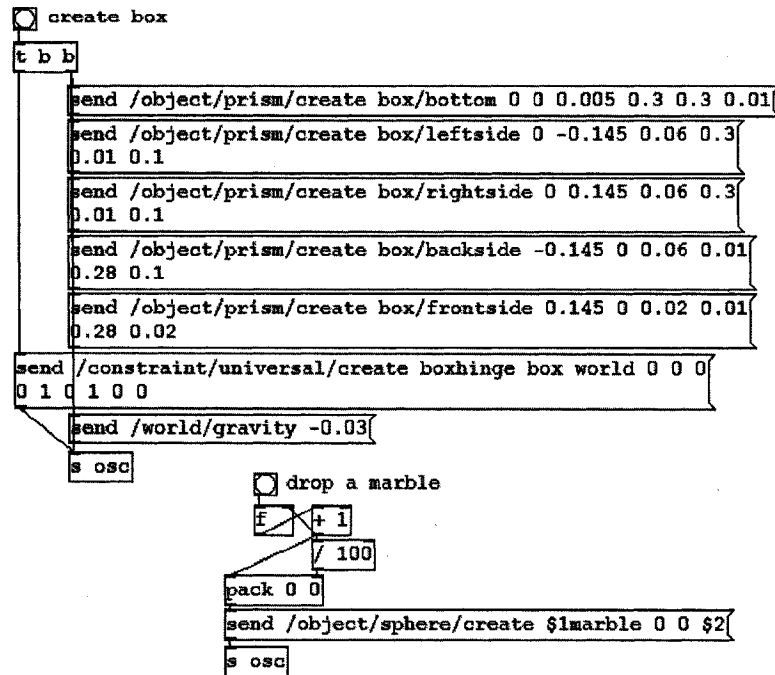 create box
t b b
send /object/prism/create box/bottom 0 0 0.005 0.3 0.3 0.01
send /object/prism/create box/leftside 0 -0.145 0.06 0.3
0.01 0.1
send /object/prism/create box/rightside 0 0.145 0.06 0.3
0.01 0.1
send /object/prism/create box/backside -0.145 0 0.06 0.01
0.28 0.1
send /object/prism/create box/frontside 0.145 0 0.02 0.01
0.28 0.02
send /constraint/universal/create boxhinge box world 0 0 0
0 1 0 1 0 0
send /world/gravity -0.03
s osc
drop a marble
f
+ 1
/ 100
pack 0 0
send /object/sphere/create $1marble 0 0 $2
s osc